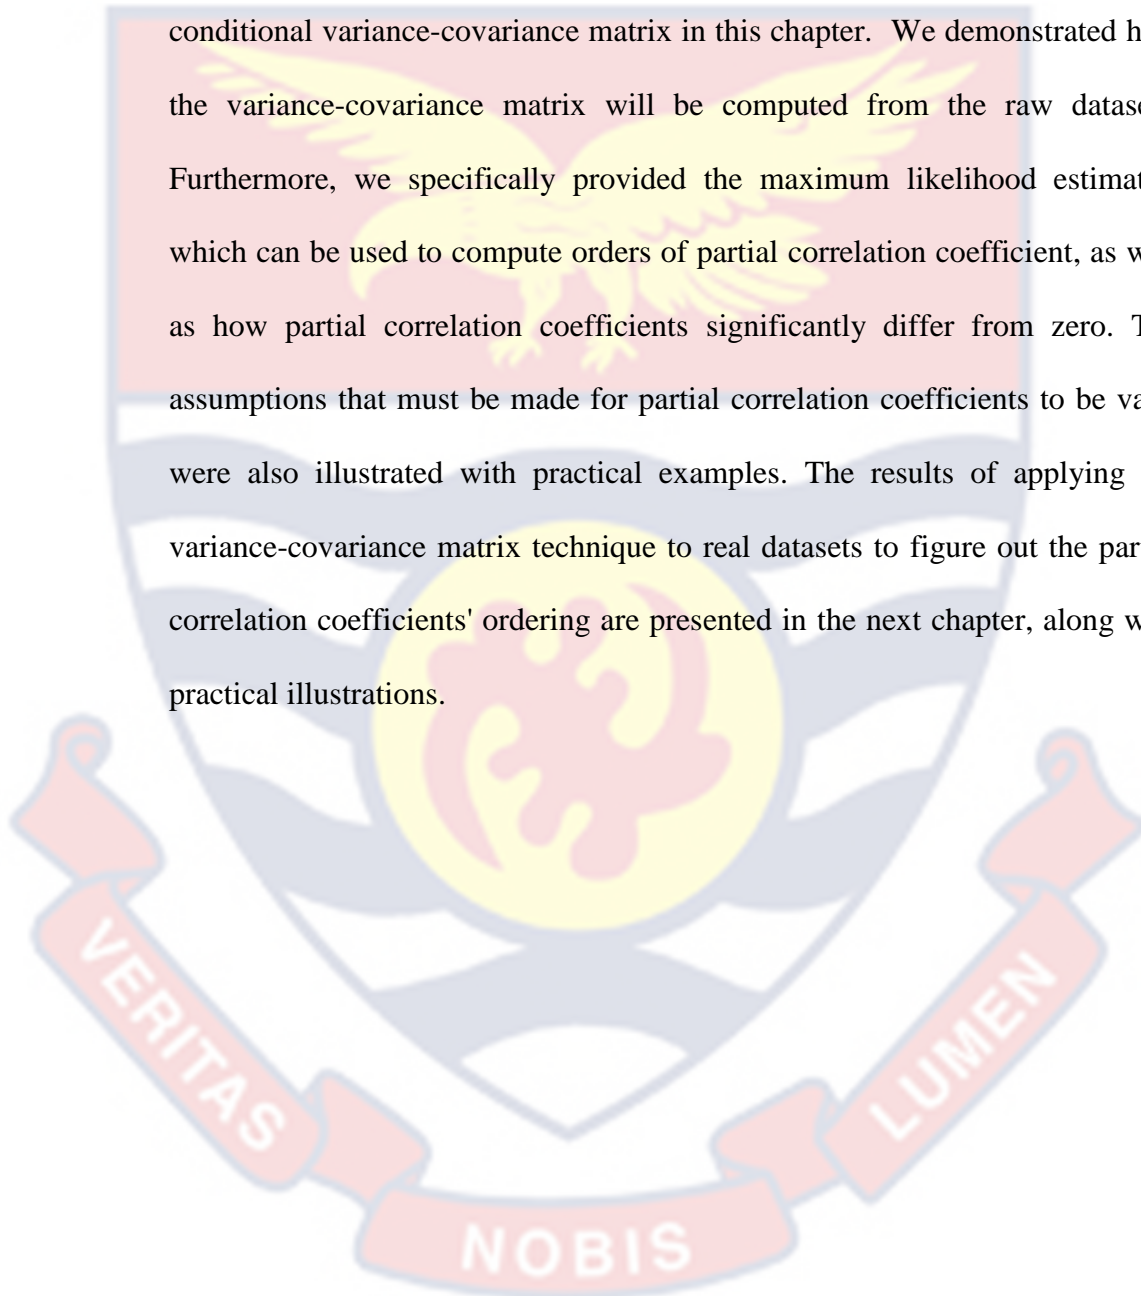 conditional variance-covariance matrix in this chapter.  We demonstrated h
the variance-covariance matrix will be computed from the raw datase
Furthermore, we specifically provided the maximum likelihood estimat
which can be used to compute orders of partial correlation coefficient, as w
as how partial correlation coefficients significantly differ from zero. T
assumptions that must be made for partial correlation coefficients to be va
were also illustrated with practical examples. The results of applying
variance-covariance matrix technique to real datasets to figure out the par
correlation coefficients' ordering are presented in the next chapter, along w
practical illustrations.
VERITAS
NOBIS
LUMEN